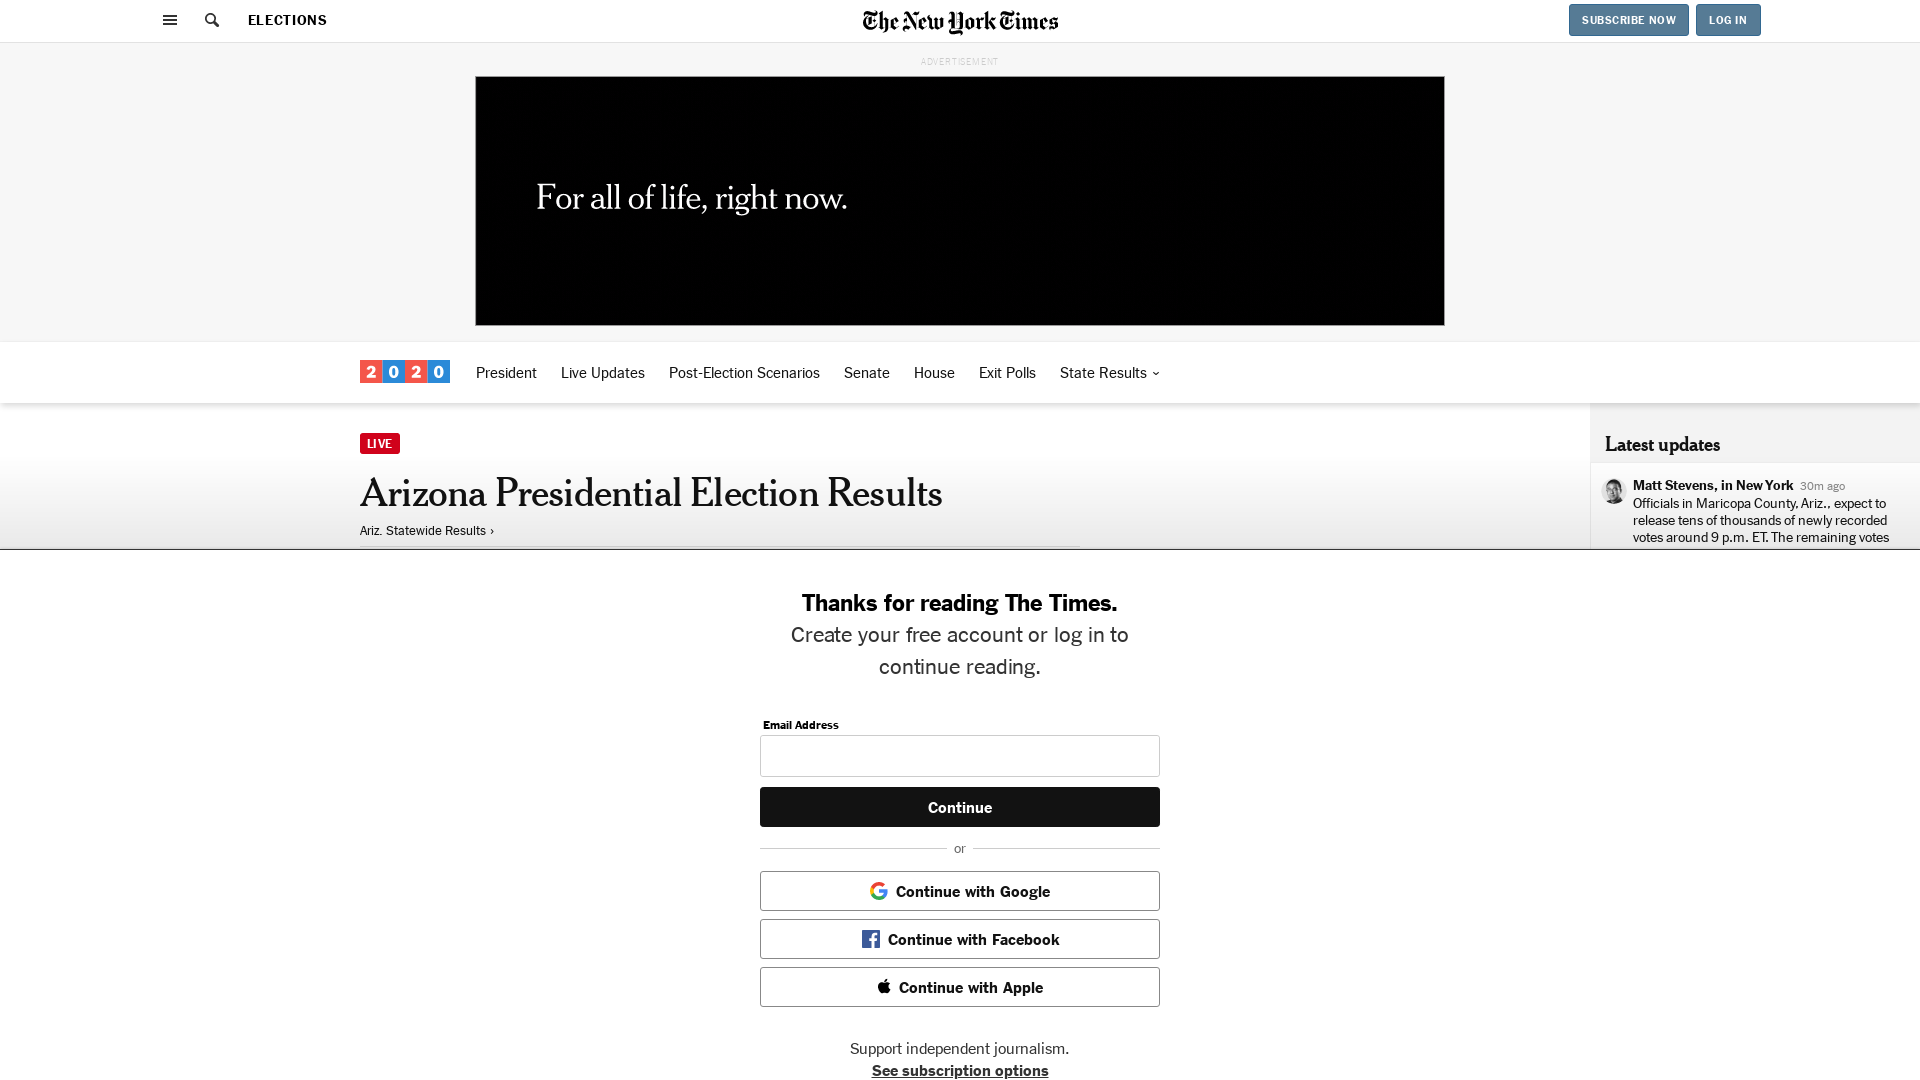 ELECTIONS
The New York Times
SUBSCRIBE NOW
LOG IN
ADVERTISEMENT
For all of life, right now.
2020
President
Live Updates
Post-Election Scenarios
Senate
House
Exit Polls
State Results
LIVE
Arizona Presidential Election Results
Ariz. Statewide Results ›
Latest updates
Matt Stevens, in New York 30m ago
Officials in Maricopa County, Ariz., expect to
release tens of thousands of newly recorded
votes around 9 p.m. ET. The remaining votes
Thanks for reading The Times.
Create your free account or log in to
continue reading.
Email Address
Continue
or
Continue with Google
Continue with Facebook
Continue with Apple
Support independent journalism.
See subscription options